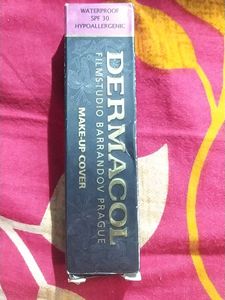 WATERPROOF
SPF 30
HYPOALLERGENIC
DERMACOL
FILMSTUDIO BARRANDOV PRAGUE
MAKE-UP COVER